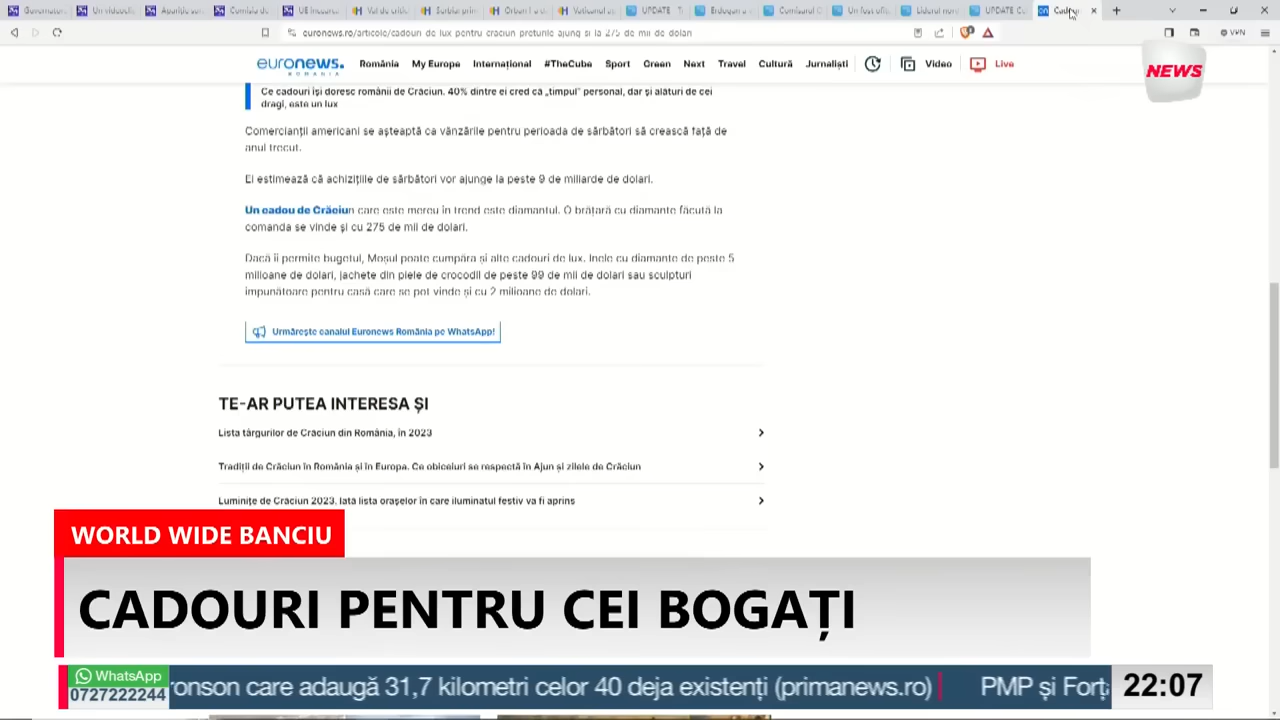 euronews.ro/articole/cadouri de lux pentru craciun preturile ajung si la 275 de mii de dolari
VPN
euronews.
ROMANIA
România My Europe Internațional #TheCube Sport Green Next Travel Cultură Jurnaliști Video Live
NEWS
Ce cadouri își doresc românii de Crăciun. 40% dintre ei cred că „timpul” personal, dar și alături de cei
dragi, este un lux
Comercianții americani se așteaptă ca vânzările pentru perioada de sărbători să crească față de
anul trecut.
Ei estimează că achizițiile de sărbători vor ajunge la peste 9 de miliarde de dolari.
Un cadou de Crăciun care este mereu în trend este diamantul. O brățară cu diamante făcută la
comanda se vinde și cu 275 de mii de dolari.
Dacă îi permite bugetul, Moșul poate cumpăra și alte cadouri de lux. Inele cu diamante de peste 5
milioane de dolari, jachete din piele de crocodil de peste 99 de mii de dolari sau sculpturi
impunătoare pentru casă care se pot vinde și cu 2 milioane de dolari.
Urmărește canalul Euronews România pe WhatsApp!
TE-AR PUTEA INTERESA ȘI
Lista târgurilor de Crăciun din România, în 2023
Tradiții de Crăciun în România și în Europa. Ce obiceiuri se respectă în Ajun și zilele de Crăciun
Luminițe de Crăciun 2023. Iată lista orașelor în care iluminatul festiv va fi aprins
WORLD WIDE BANCIU
CADOURI PENTRU CEI BOGAȚI
WhatsApp
0727222244
ronson care adaugă 31,7 kilometri celor 40 deja existenți (primanews.ro) PMP și Forț
22:07